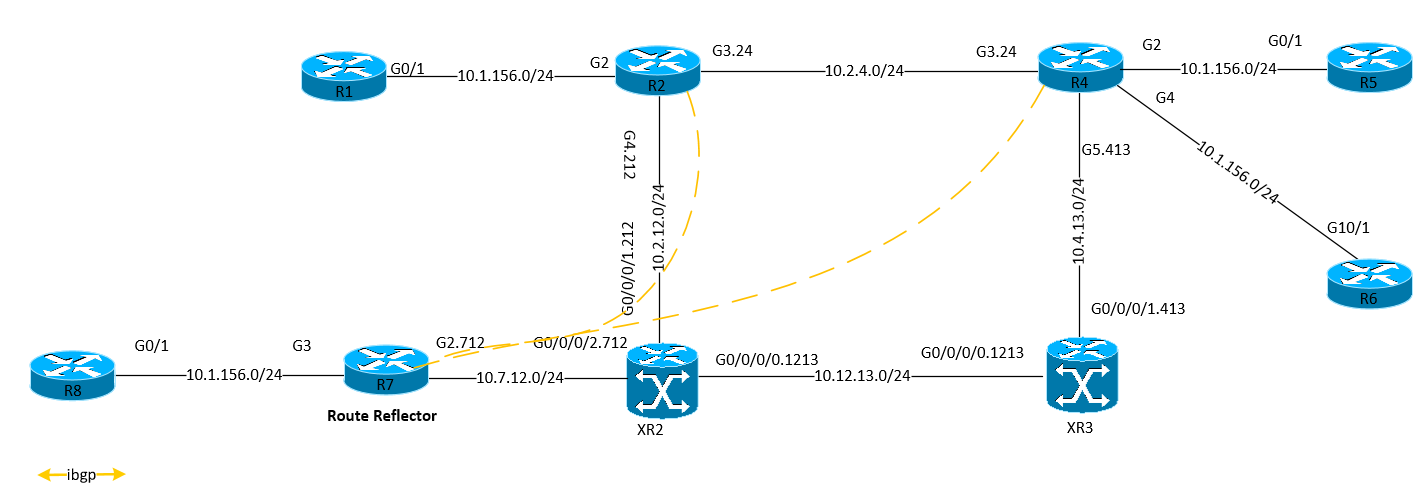 G3.24
G3.24
G2
G0/1
G0/1
10.1.156.0/24
G2
R2
10.2.4.0/24
R4
10.1.156.0/24
R5
R1
G4
G4.212
G5.413
10.1.156.0/24
10.2.12.0/24
10.4.13.0/24
G0/0/0/1.212
G10/1
R6
G0/0/0/1.413
G0/1
G3
G2.712
G0/0/0/2.712
G0/0/0/0.1213
G0/0/0/0.1213
R8
10.1.156.0/24
R7
10.7.12.0/24
10.12.13.0/24
Route Reflector
XR2
XR3
ibgp